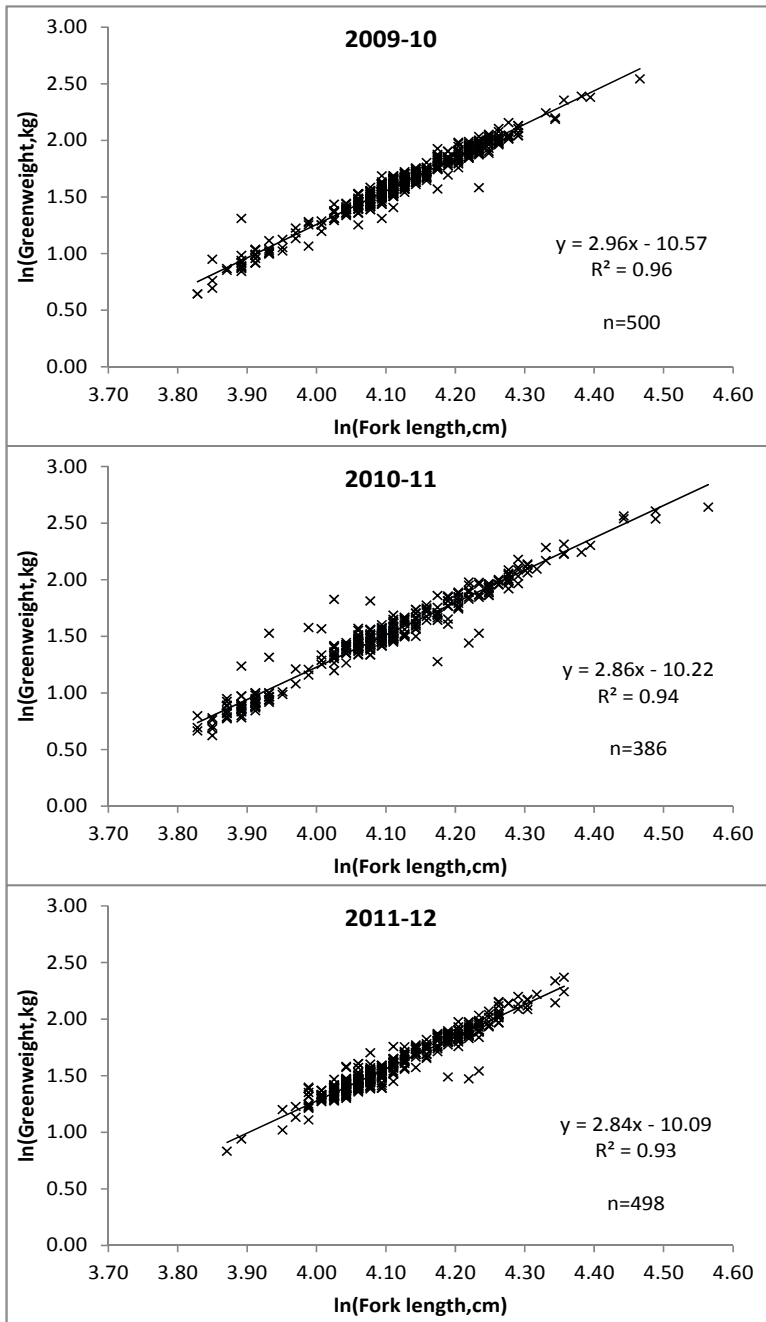 2009-10
3.00
2.50
2.00
1.50
1.00
0.50
0.00
ln(Greenweight,kg)
y = 2.96x - 10.57
R² = 0.96
n=500
3.70 3.80 3.90 4.00 4.10 4.20 4.30 4.40 4.50 4.60
ln(Fork length,cm)
2010-11
3.00
2.50
2.00
1.50
1.00
0.50
0.00
ln(Greenweight,kg)
y = 2.86x - 10.22
R² = 0.94
n=386
3.70 3.80 3.90 4.00 4.10 4.20 4.30 4.40 4.50 4.60
ln(Fork length,cm)
2011-12
3.00
2.50
2.00
1.50
1.00
0.50
0.00
ln(Greenweight,kg)
y = 2.84x - 10.09
R² = 0.93
n=498
3.70 3.80 3.90 4.00 4.10 4.20 4.30 4.40 4.50 4.60
ln(Fork length,cm)